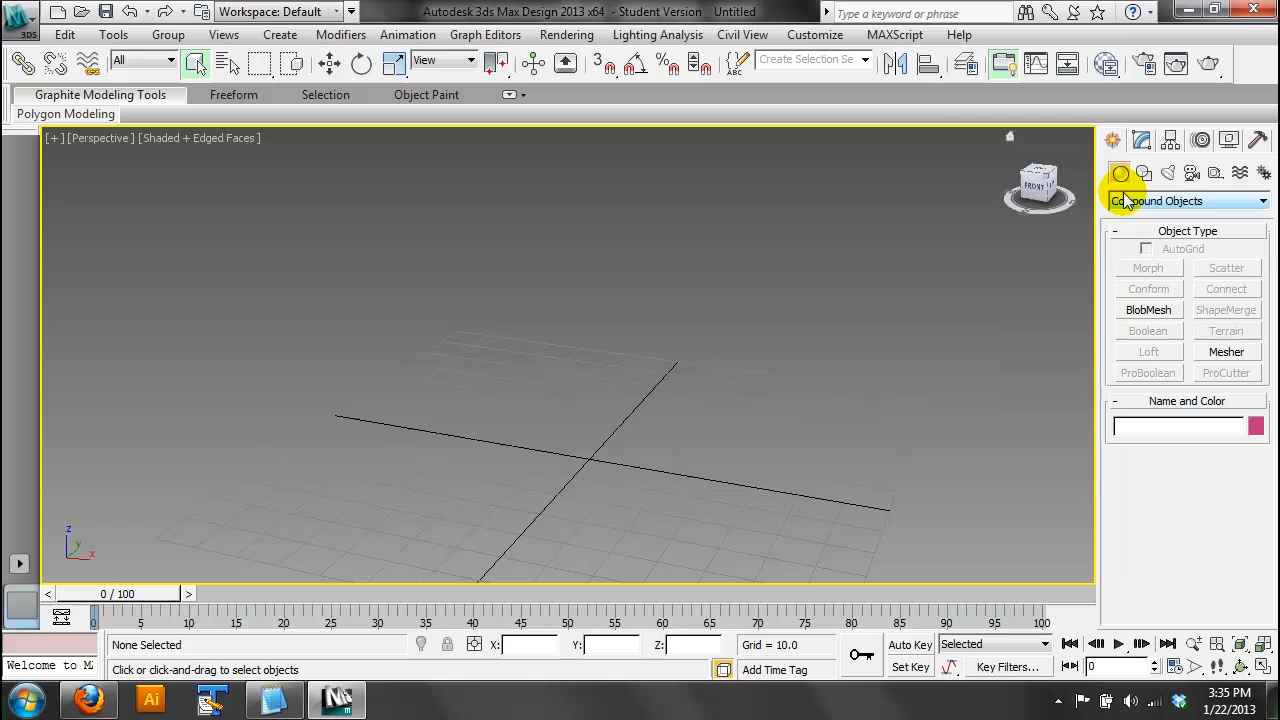 Workspace: Default
Autodesk 3ds Max Design 2013 x64 - Student Version Untitled
Type a keyword or phrase
3DS
Edit Tools Group Views Create Modifiers Animation Graph Editors Rendering Lighting Analysis Civil View Customize MAXScript Help
All
View
3
Create Selection Se
Graphite Modeling Tools Freeform Selection Object Paint
Polygon Modeling
[+] [Perspective ] [Shaded + Edged Faces ]
FRONT
Compound Objects
- Object Type
AutoGrid
Morph Scatter
Conform Connect
BlobMesh ShapeMerge
Boolean Terrain
Loft Mesher
ProBoolean ProCutter
- Name and Color
z
y
x
< 0 / 100 >
0 5 10 15 20 25 30 35 40 45 50 55 60 65 70 75 80 85 90 95 100
None Selected X: Y: Z: Grid = 10.0 Auto Key Selected
Welcome to M Click or click-and-drag to select objects Add Time Tag Set Key Key Filters... 0
Ai
3:35 PM
1/22/2013